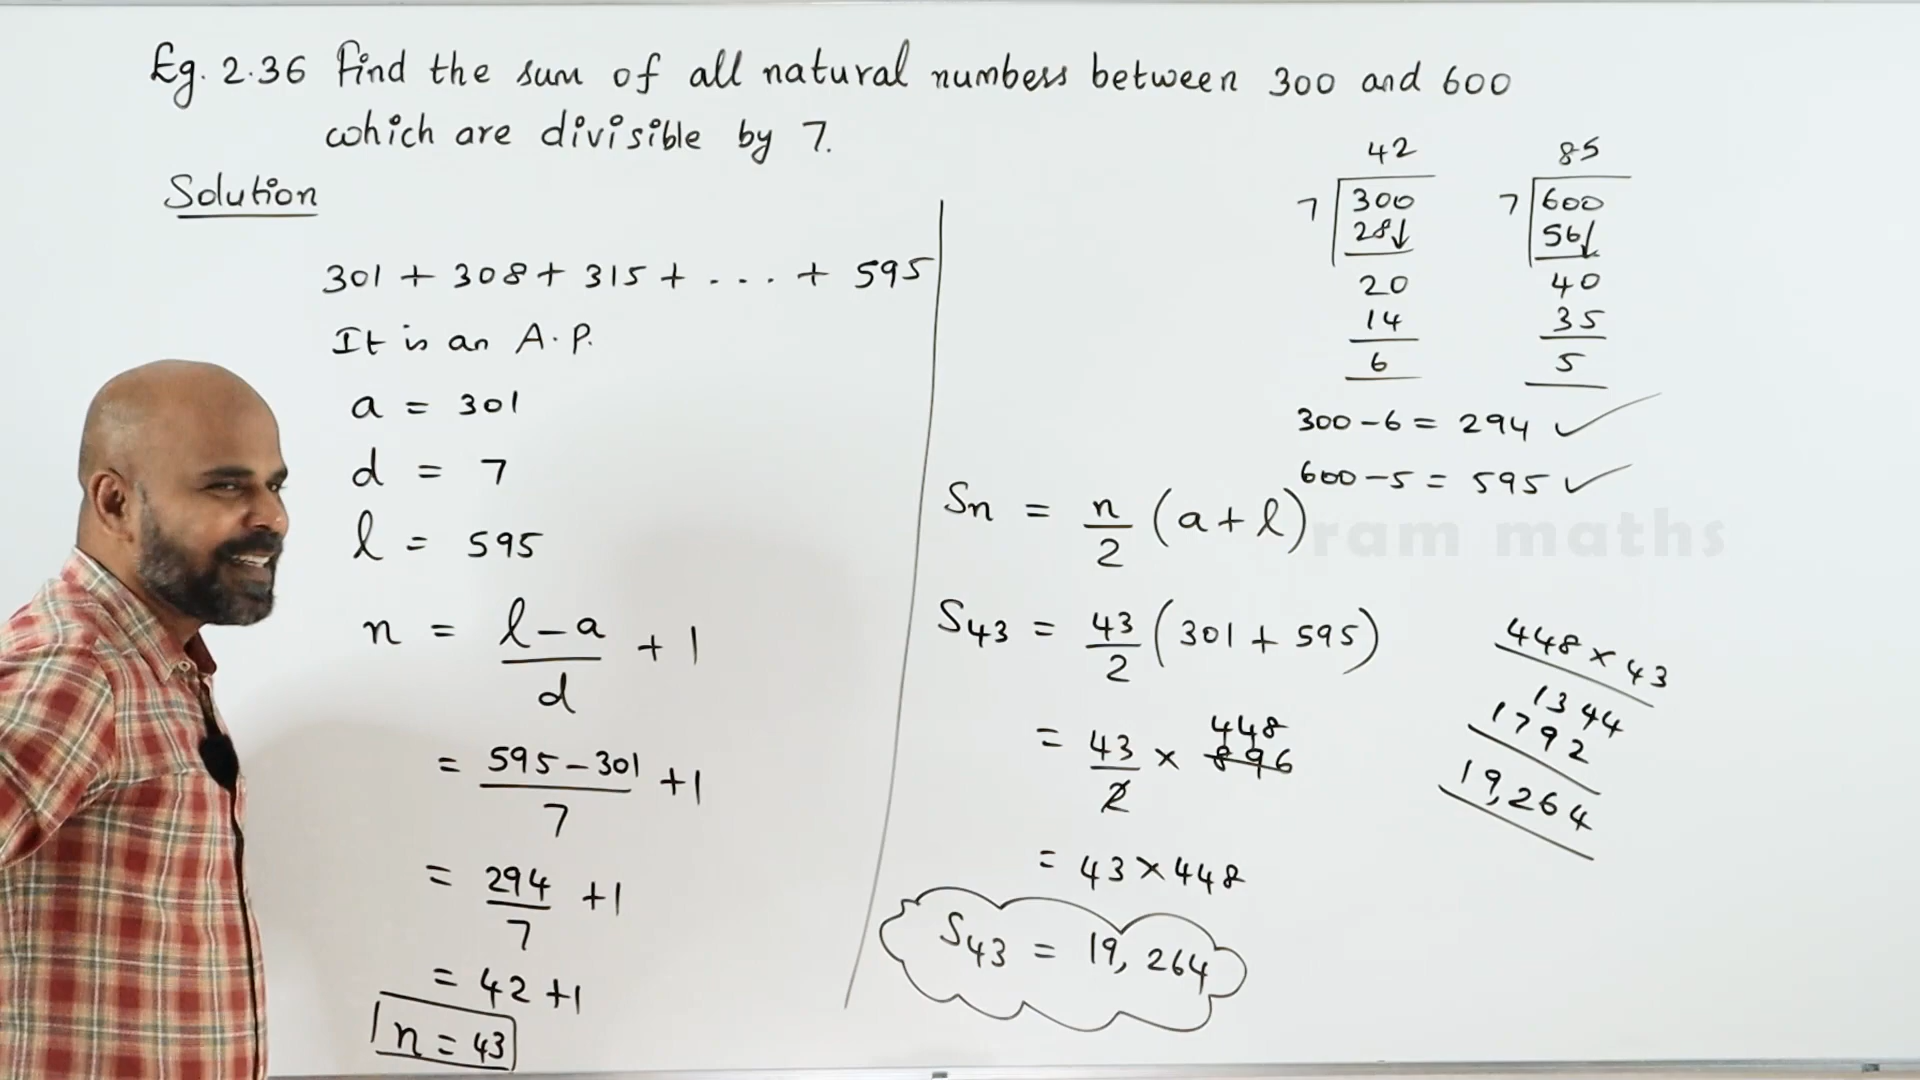 Eg. 2.36 Find the sum of all natural numbers between 300 and 600
which are divisible by 7.
Solution
301 + 308 + 315 + ... + 595
It is an A.P.
a = 301
d = 7
l = 595
n = l-a/d + 1
= 595-301/7 + 1
= 294/7 + 1
= 42 + 1
n = 43
42
7 300
28↓
20
14
6
85
7 600
56↓
40
35
5
300 - 6 = 294 ✓
600 - 5 = 595 ✓
Sn = n/2 (a + l)
ram maths
S43 = 43/2 (301 + 595)
= 43/2 × 896 448
= 43 × 448
S43 = 19,264
448 × 43
1344
1792
19,264